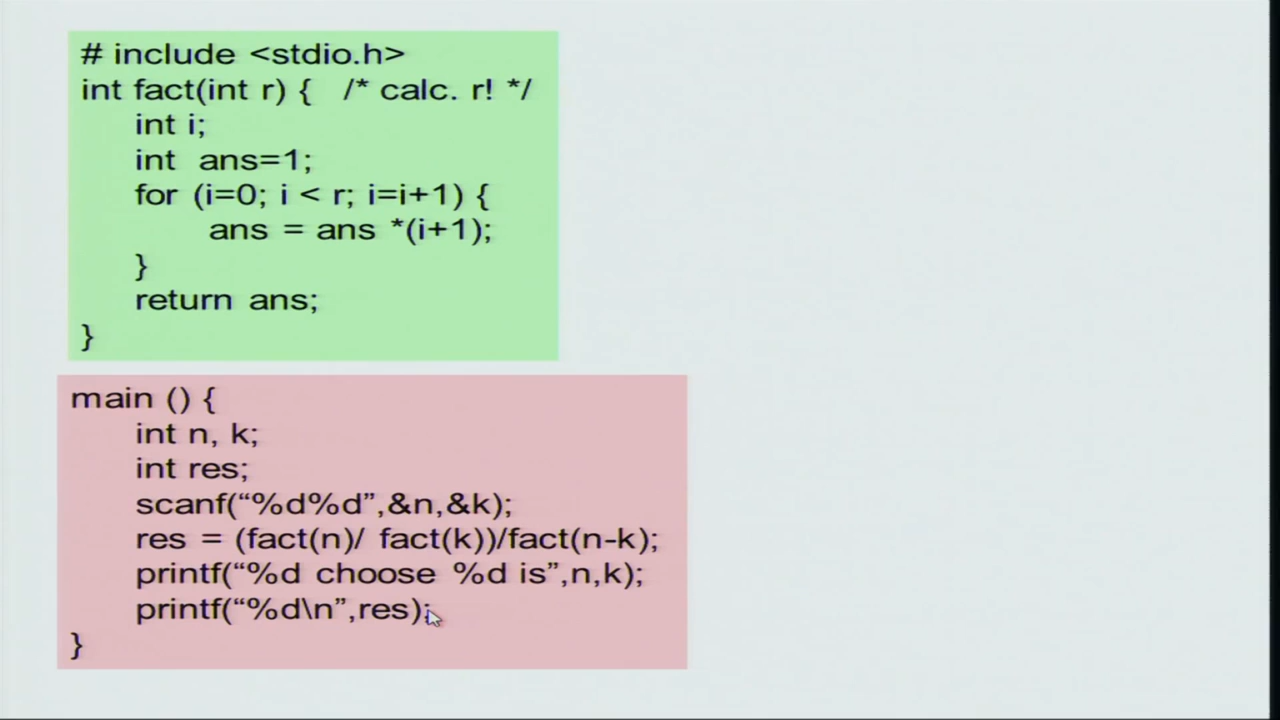 # include <stdio.h>
int fact(int r) { /* calc. r! */
int i;
int ans=1;
for (i=0; i < r; i=i+1) {
ans = ans *(i+1);
}
return ans;
}
main () {
int n, k;
int res;
scanf(“%d%d”,&n,&k);
res = (fact(n)/ fact(k))/fact(n-k);
printf(“%d choose %d is”,n,k);
printf(“%d\n”,res);
}